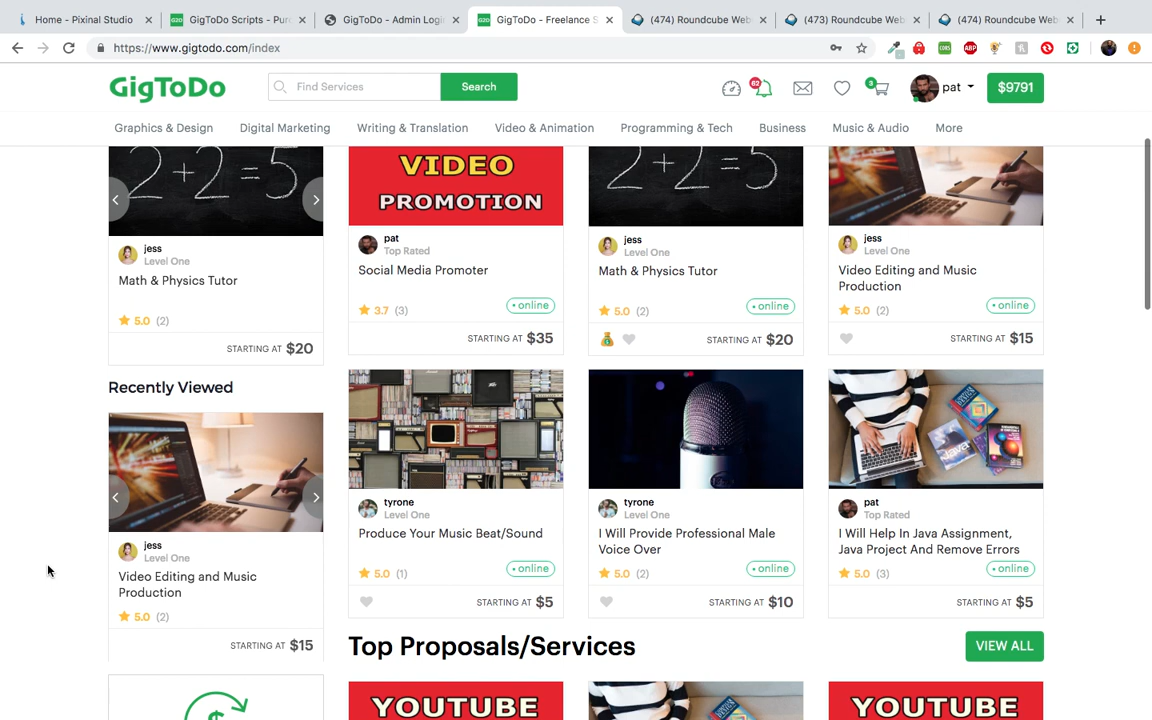 Home - Pixinal Studio
GigToDo Scripts - Pur
GigToDo - Admin Logi
GigToDo - Freelance S
(474) Roundcube Web
(473) Roundcube Web
(474) Roundcube Web
https://www.gigtodo.com/index
GigToDo
Find Services
Search
62
3
pat
$9791
Graphics & Design
Digital Marketing
Writing & Translation
Video & Animation
Programming & Tech
Business
Music & Audio
More
2+2=5
VIDEO
PROMOTION
2+2=5
jess
Level One
Math & Physics Tutor
5.0 (2)
STARTING AT $20
pat
Top Rated
Social Media Promoter
3.7 (3)
online
STARTING AT $35
jess
Level One
Math & Physics Tutor
5.0 (2)
online
STARTING AT $20
jess
Level One
Video Editing and Music
Production
5.0 (2)
online
STARTING AT $15
Recently Viewed
jess
Level One
Video Editing and Music
Production
5.0 (2)
STARTING AT $15
tyrone
Level One
Produce Your Music Beat/Sound
5.0 (1)
online
STARTING AT $5
tyrone
Level One
I Will Provide Professional Male
Voice Over
5.0 (2)
online
STARTING AT $10
pat
Top Rated
I Will Help In Java Assignment,
Java Project And Remove Errors
5.0 (3)
online
STARTING AT $5
Top Proposals/Services
VIEW ALL
YOUTUBE
YOUTUBE